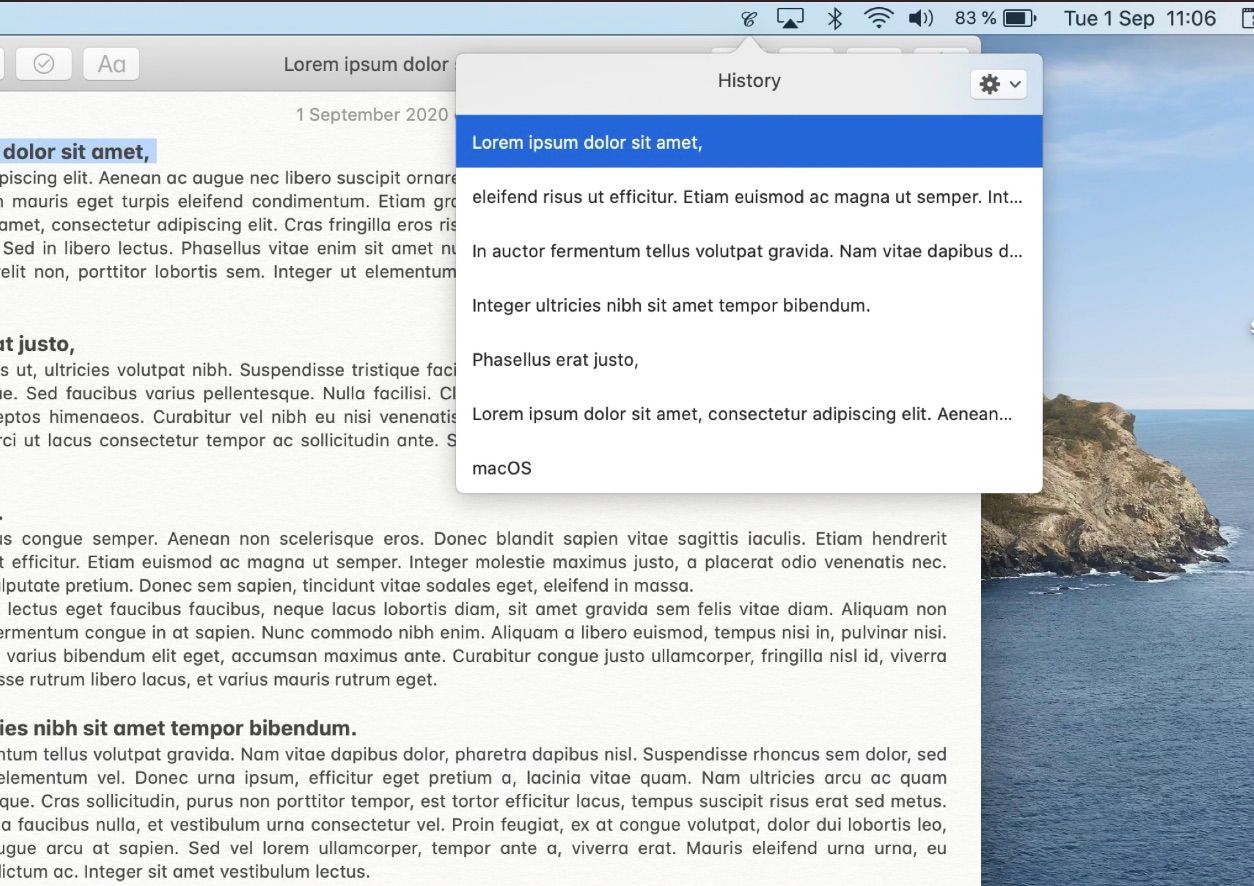 83 % Tue 1 Sep 11:06
Aa
Lorem ipsum dolor
1 September 2020
dolor sit amet,
piscing elit. Aenean ac augue nec libero suscipit ornare
mauris eget turpis eleifend condimentum. Etiam
amet, consectetur adipiscing elit. Cras fringilla eros
Sed in libero lectus. Phasellus vitae enim sit amet
elit non, porttitor lobortis sem. Integer ut elementum
at justo,
s ut, ultricies volutpat nibh. Suspendisse tristique
ue. Sed faucibus varius pellentesque. Nulla facilisi.
eptos himenaeos. Curabitur vel nibh eu nisi venenatis
rci ut lacus consectetur tempor ac sollicitudin ante.
us congue semper. Aenean non scelerisque eros. Donec blandit sapien vitae sagittis iaculis. Etiam hendrerit
t efficitur. Etiam euismod ac magna ut semper. Integer molestie maximus justo, a placerat odio venenatis nec.
ulputate pretium. Donec sem sapien, tincidunt vitae sodales eget, eleifend in massa.
lectus eget faucibus faucibus, neque lacus lobortis diam, sit amet gravida sem felis vitae diam. Aliquam non
ermentum congue in at sapien. Nunc commodo nibh enim. Aliquam a libero euismod, tempus nisi in, pulvinar nisi.
varius bibendum elit eget, accumsan maximus ante. Curabitur congue justo ullamcorper, fringilla nisl id, viverra
sse rutrum libero lacus, et varius mauris rutrum eget.
cies nibh sit amet tempor bibendum.
ntum tellus volutpat gravida. Nam vitae dapibus dolor, pharetra dapibus nisl. Suspendisse rhoncus sem dolor, sed
elementum vel. Donec urna ipsum, efficitur eget pretium a, lacinia vitae quam. Nam ultricies arcu ac quam
que. Cras sollicitudin, purus non porttitor tempor, est tortor efficitur lacus, tempus suscipit risus erat sed metus.
a faucibus nulla, et vestibulum urna consectetur vel. Proin feugiat, ex at congue volutpat, dolor dui lobortis leo,
ugue arcu at sapien. Sed vel lorem ullamcorper, tempor ante a, viverra erat. Mauris eleifend urna urna, eu
dictum ac. Integer sit amet vestibulum lectus.
History
Lorem ipsum dolor sit amet,
eleifend risus ut efficitur. Etiam euismod ac magna ut semper. Int...
In auctor fermentum tellus volutpat gravida. Nam vitae dapibus d...
Integer ultricies nibh sit amet tempor bibendum.
Phasellus erat justo,
Lorem ipsum dolor sit amet, consectetur adipiscing elit. Aenean...
macOS